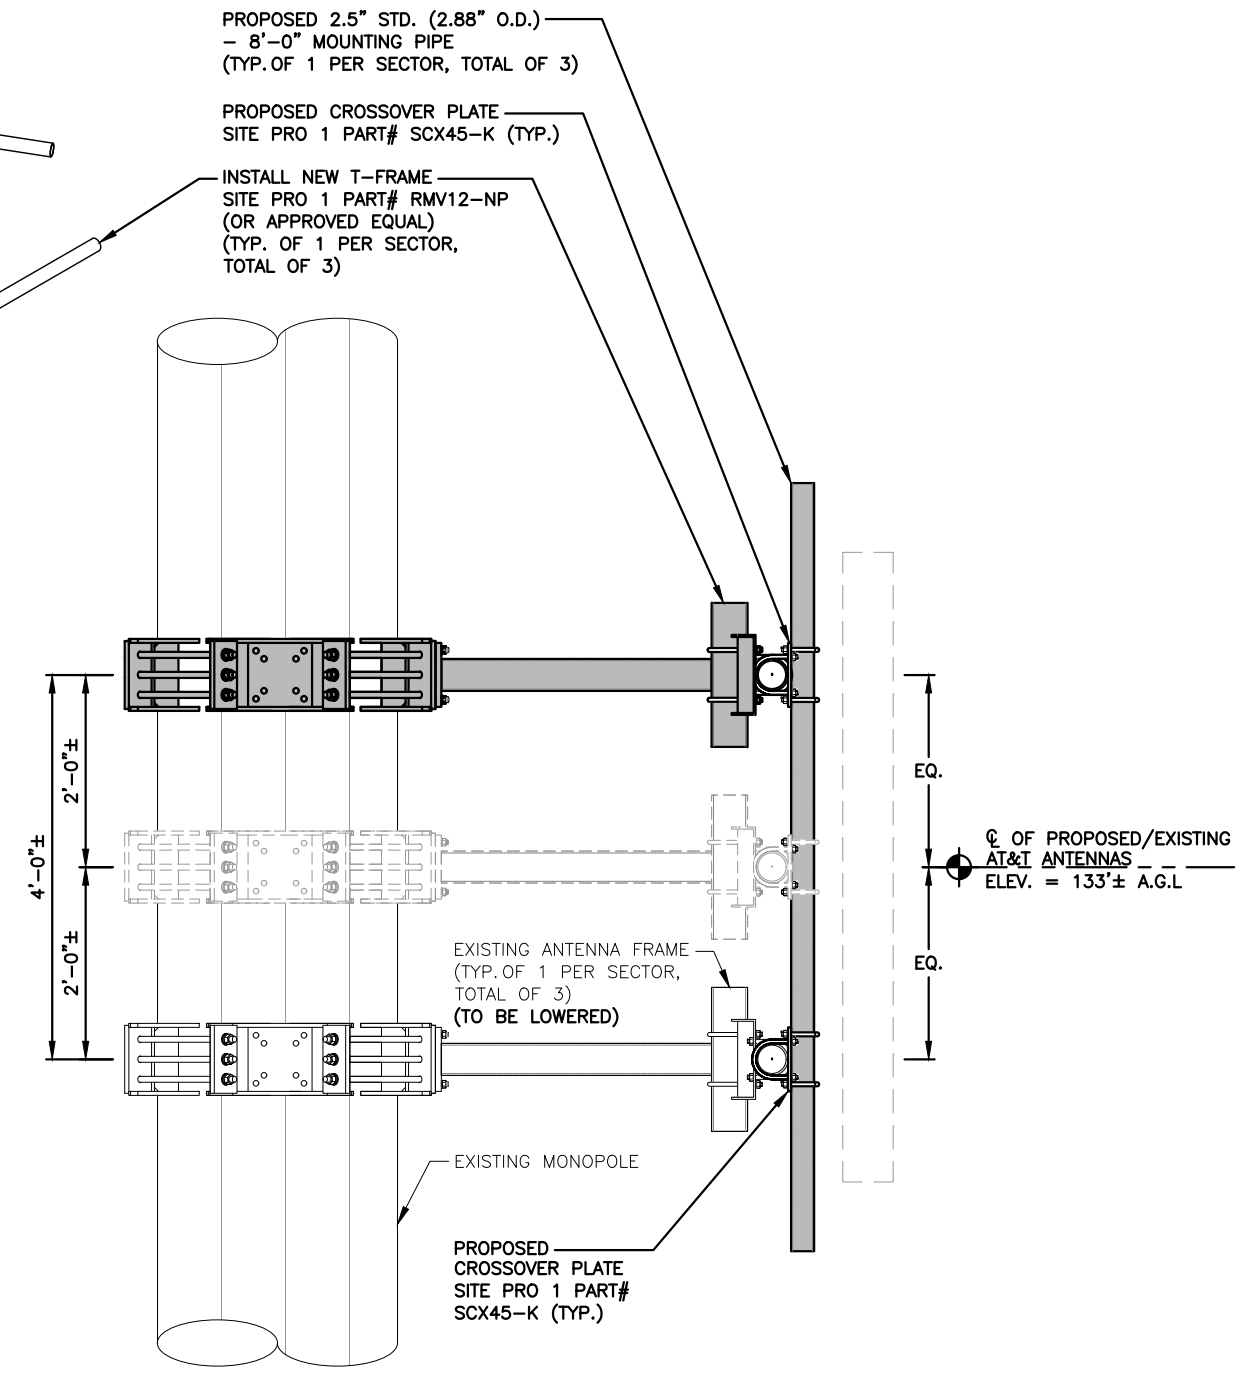 PROPOSED 2.5" STD. (2.88" O.D.)
- 8'-0" MOUNTING PIPE
(TYP. OF 1 PER SECTOR, TOTAL OF 3)
PROPOSED CROSSOVER PLATE
SITE PRO 1 PART# SCX45-K (TYP.)
INSTALL NEW T-FRAME
SITE PRO 1 PART# RMV12-NP
(OR APPROVED EQUAL)
(TYP. OF 1 PER SECTOR,
TOTAL OF 3)
2'-0"±
4'-0"±
2'-0"±
EQ.
EQ.
℄ OF PROPOSED/EXISTING
AT&T ANTENNAS
ELEV. = 133'± A.G.L
EXISTING ANTENNA FRAME
(TYP. OF 1 PER SECTOR,
TOTAL OF 3)
(TO BE LOWERED)
EXISTING MONOPOLE
PROPOSED
CROSSOVER PLATE
SITE PRO 1 PART#
SCX45-K (TYP.)